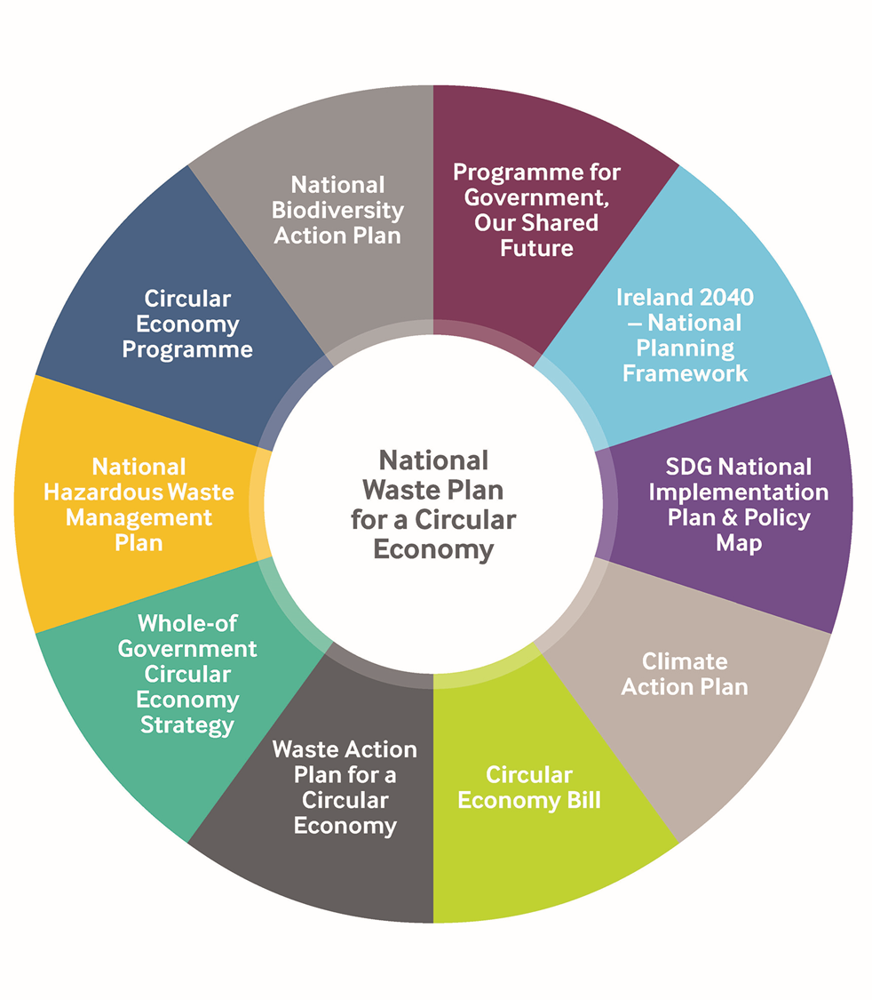 Programme for
Government,
Our Shared
Future
Ireland 2040
– National
Planning
Framework
SDG National
Implementation
Plan & Policy
Map
Climate
Action Plan
Circular
Economy Bill
Waste Action
Plan for a
Circular
Economy
Whole-of
Government
Circular
Economy
Strategy
National
Hazardous Waste
Management
Plan
Circular
Economy
Programme
National
Biodiversity
Action Plan
National
Waste Plan
for a Circular
Economy